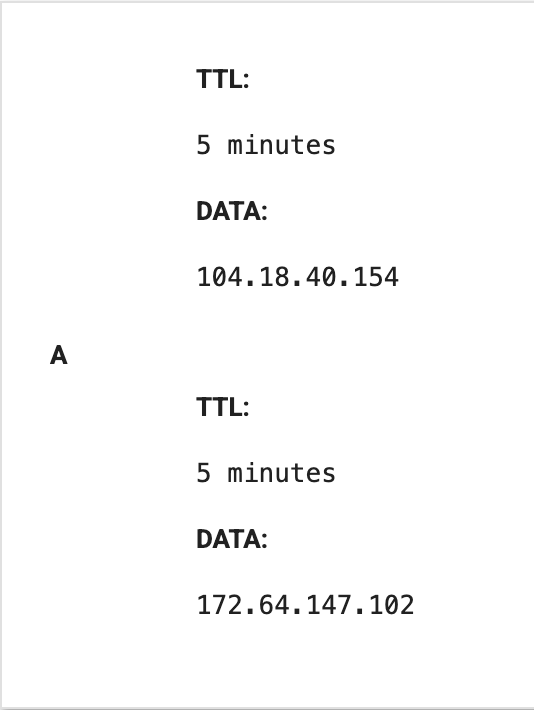 TTL:
5 minutes
DATA:
104.18.40.154
A
TTL:
5 minutes
DATA:
172.64.147.102